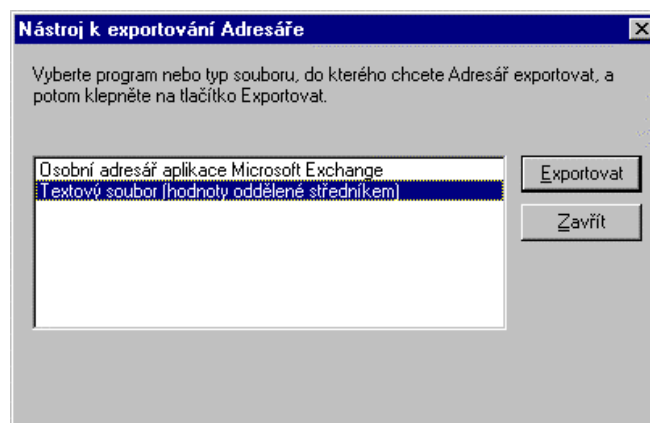 Nástroj k exportování Adresáře
Vyberte program nebo typ souboru, do kterého chcete Adresář exportovat, a
potom klepněte na tlačítko Exportovat.
Osobní adresář aplikace Microsoft Exchange
Textový soubor (hodnoty oddělené středníkem)
Exportovat
Zavřít